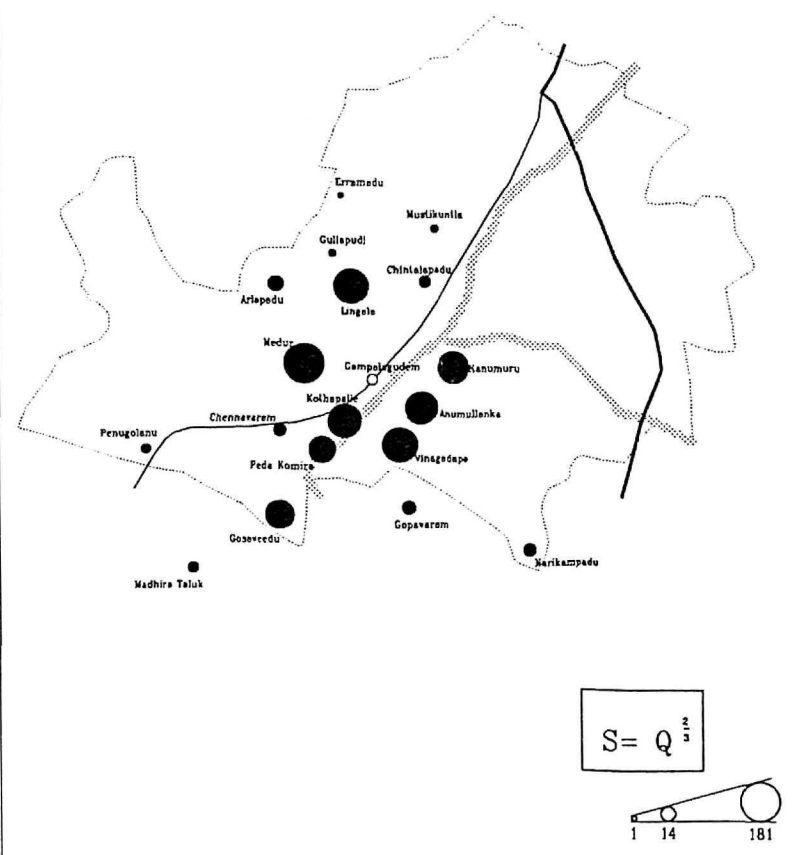 Erramadu
Mustikuntla
Gullapudi
Chintalapadu
Arlapadu
Lingala
Medur
Gampalagudem
Kanumuru
Kothapalle
Chennavaram
Anumullanka
Penugolanu
Peda Komira
Vinagadapa
Gosaveedu
Gopavaram
Narikampadu
Madhira Taluk
S= Q 2/3
1 14 181